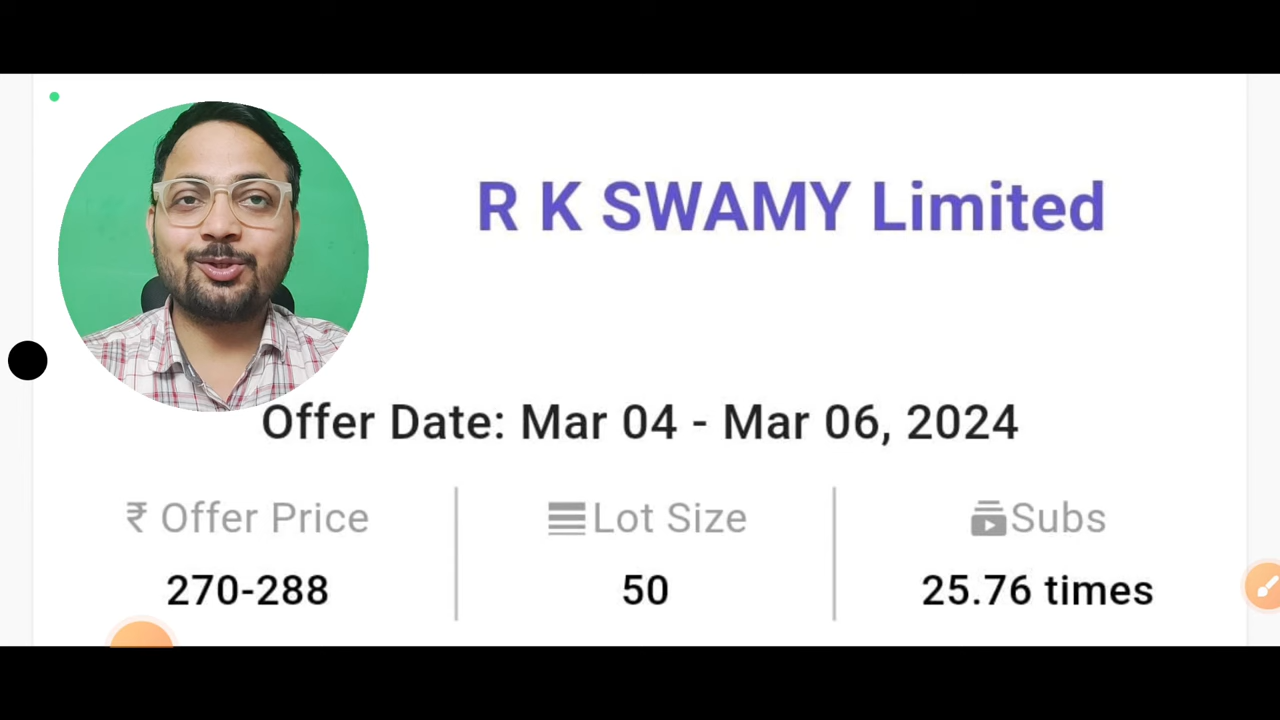 R K SWAMY Limited
Offer Date: Mar 04 - Mar 06, 2024
₹ Offer Price
Lot Size
Subs
270-288
50
25.76 times